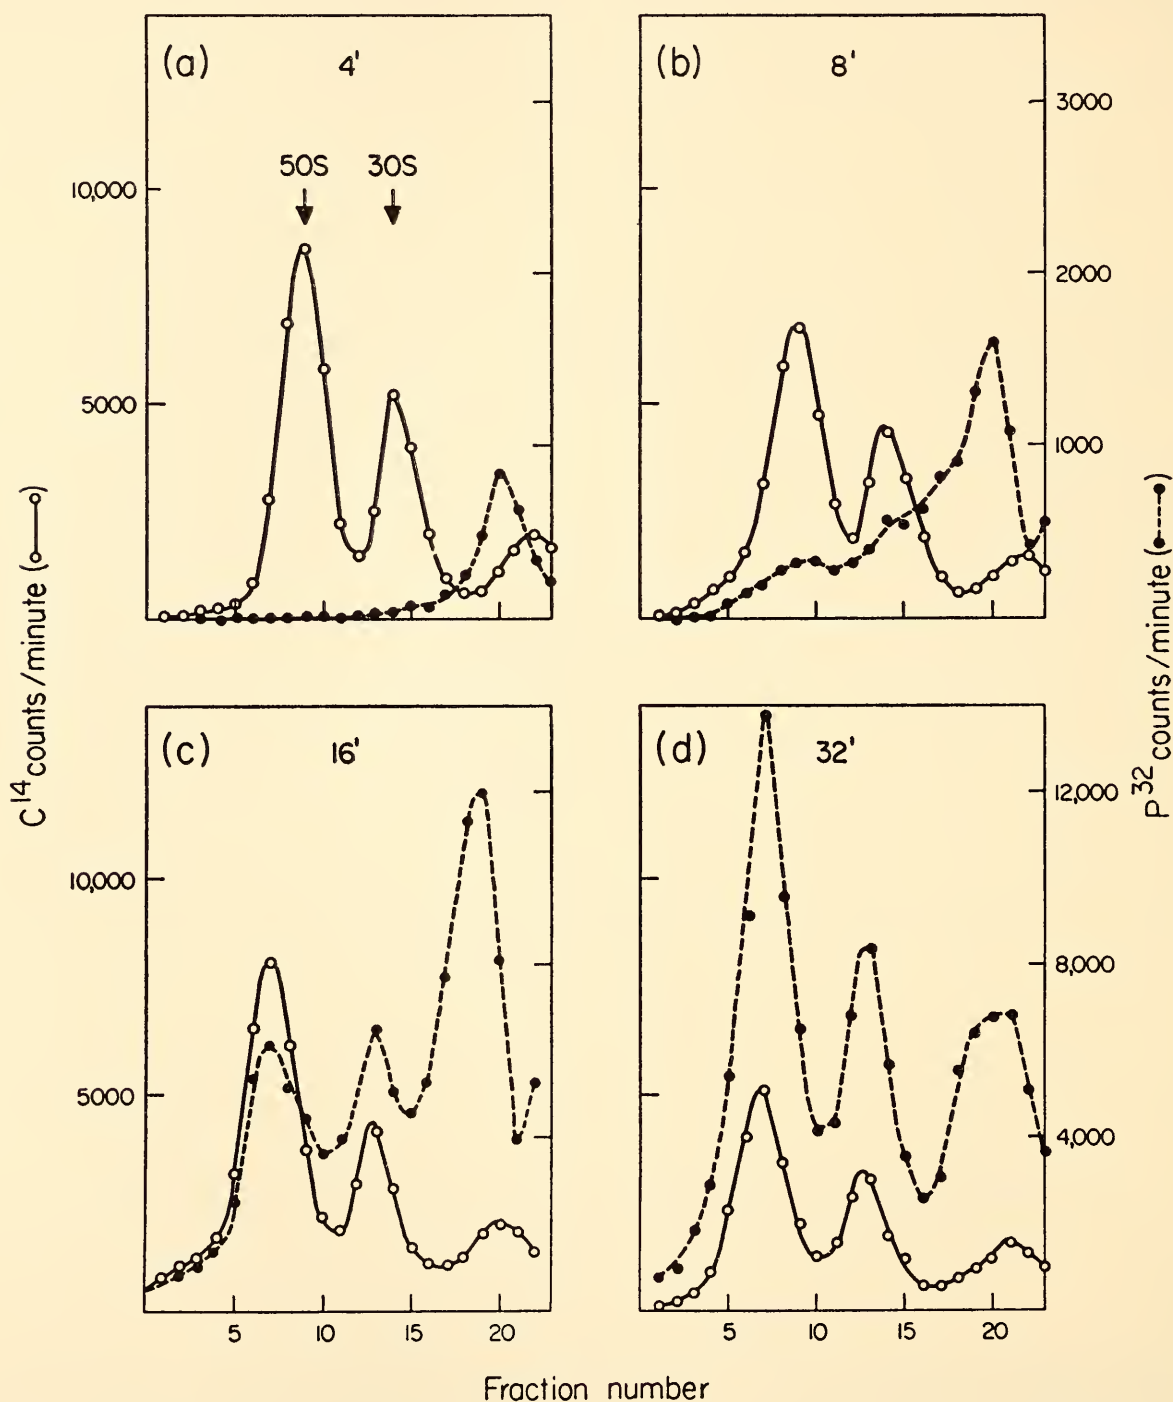 (a) 4'
50S 30S
10,000
5000
(b) 8'
3000
2000
1000
(c) 16'
10,000
5000
5 10 15 20
(d) 32'
12,000
8,000
4,000
5 10 15 20
C14 counts/minute ( )
P32 counts/minute ( )
Fraction number